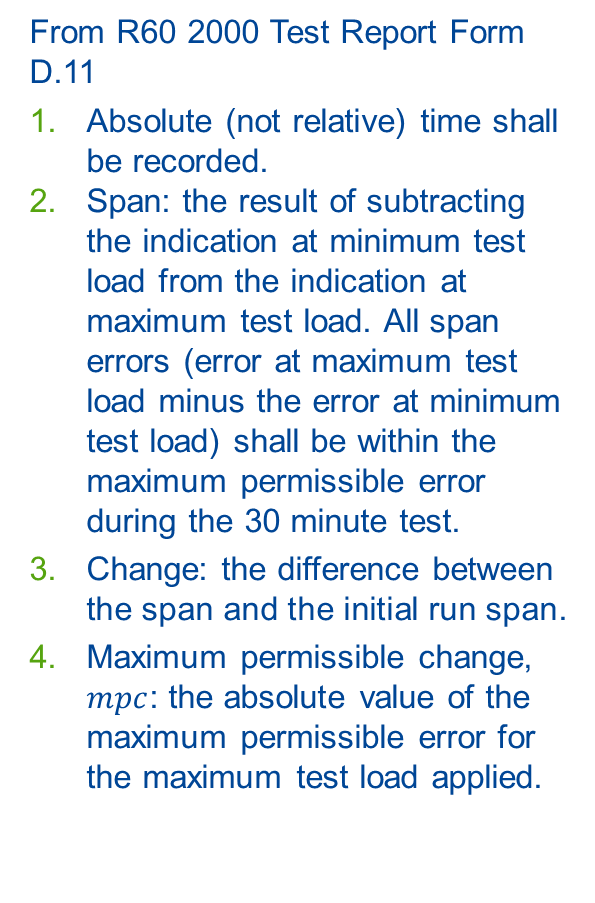 From R60 2000 Test Report Form
D.11
1. Absolute (not relative) time shall
be recorded.
2. Span: the result of subtracting
the indication at minimum test
load from the indication at
maximum test load. All span
errors (error at maximum test
load minus the error at minimum
test load) shall be within the
maximum permissible error
during the 30 minute test.
3. Change: the difference between
the span and the initial run span.
4. Maximum permissible change,
mpc: the absolute value of the
maximum permissible error for
the maximum test load applied.